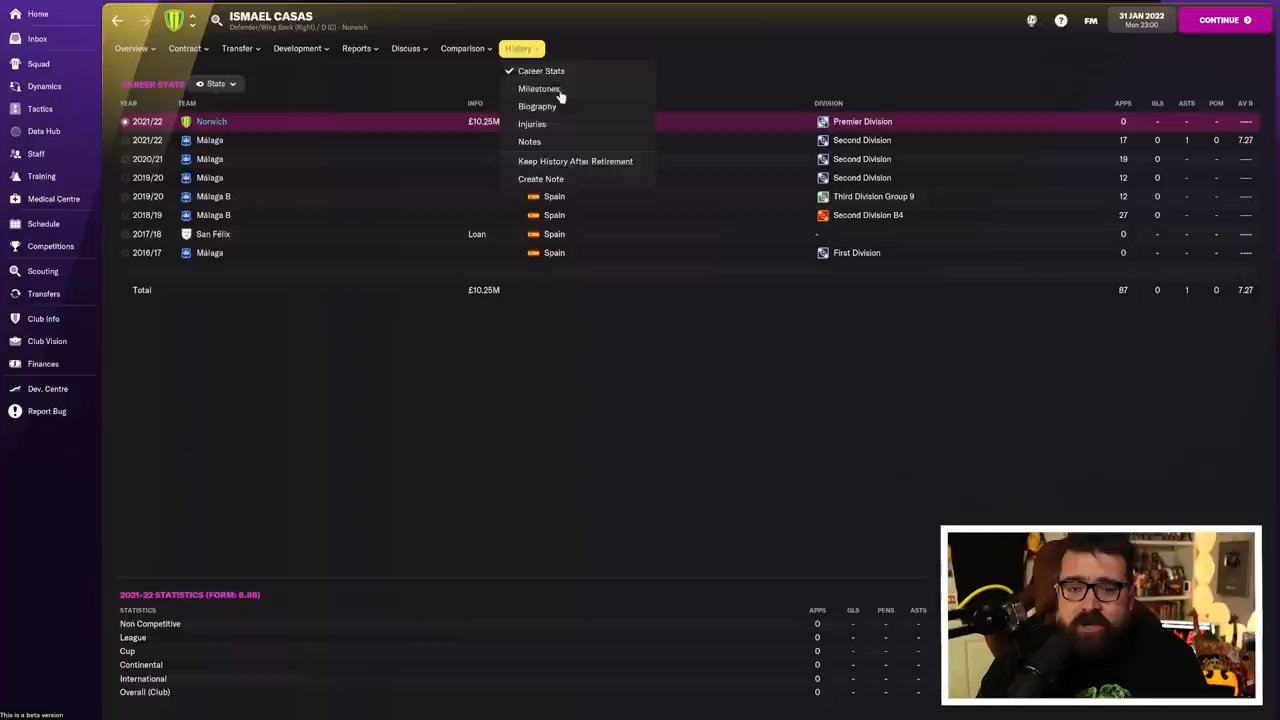 Home
Inbox
Squad
Dynamics
Tactics
Data Hub
Staff
Training
Medical Centre
Schedule
Competitions
Scouting
Transfers
Club Info
Club Vision
Finances
Dev. Centre
Report Bug
This is a beta version
ISMAEL CASAS
Defender/Wing Back (Right) / D (C) - Norwich
FM
31 JAN 2022
Mon 23:00
CONTINUE
Overview Contract Transfer Development Reports Discuss Comparison History
Career Stats
Milestones
Biography
Injuries
Notes
Keep History After Retirement
Create Note
CAREER STATS Stats
YEAR TEAM INFO DIVISION APPS GLS ASTS POM AV R
2021/22 Norwich £10.25M Premier Division 0 - - - ----
2021/22 Málaga Second Division 17 - 1 0 7.27
2020/21 Málaga Second Division 19 - - - ----
2019/20 Málaga Second Division 12 - - - ----
2019/20 Málaga B Spain Third Division Group 9 12 - - - ----
2018/19 Málaga B Spain Second Division B4 27 - - - ----
2017/18 San Félix Loan Spain - 0 - - - ----
2016/17 Málaga Spain First Division 0 - - - ----
Total £10.25M 87 0 1 0 7.27
2021-22 STATISTICS (FORM: 6.88)
STATISTICS APPS GLS PENS ASTS
Non Competitive 0 - - -
League 0 - - -
Cup 0 - - -
Continental 0 - - -
International 0 - - -
Overall (Club) 0 - - -